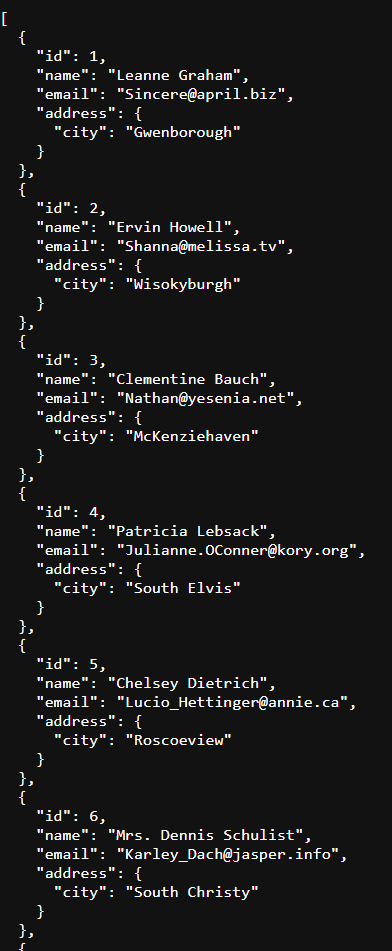 [
  {
    "id": 1,
    "name": "Leanne Graham",
    "email": "Sincere@april.biz",
    "address": {
      "city": "Gwenborough"
    }
  },
  {
    "id": 2,
    "name": "Ervin Howell",
    "email": "Shanna@melissa.tv",
    "address": {
      "city": "Wisokyburgh"
    }
  },
  {
    "id": 3,
    "name": "Clementine Bauch",
    "email": "Nathan@yesenia.net",
    "address": {
      "city": "McKenziehaven"
    }
  },
  {
    "id": 4,
    "name": "Patricia Lebsack",
    "email": "Julianne.OConner@kory.org",
    "address": {
      "city": "South Elvis"
    }
  },
  {
    "id": 5,
    "name": "Chelsey Dietrich",
    "email": "Lucio_Hettinger@annie.ca",
    "address": {
      "city": "Roscoeview"
    }
  },
  {
    "id": 6,
    "name": "Mrs. Dennis Schulist",
    "email": "Karley_Dach@jasper.info",
    "address": {
      "city": "South Christy"
    }
  },
  {